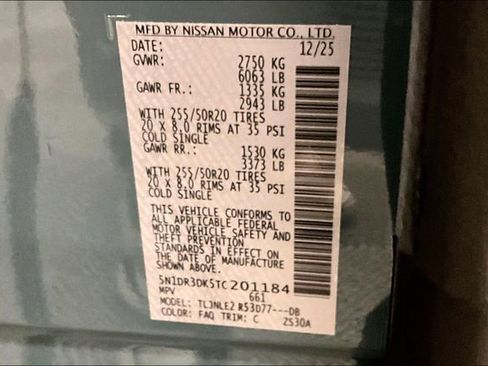 MFD BY NISSAN MOTOR CO., LTD.
DATE: 12/25
GVWR: 2750 KG
6063 LB
GAWR FR.: 1335 KG
2943 LB
WITH 255/50R20 TIRES
20 X 8.0 RIMS AT 35 PSI
COLD SINGLE
GAWR RR.: 1530 KG
3373 LB
WITH 255/50R20 TIRES
20 X 8.0 RIMS AT 35 PSI
COLD SINGLE
THIS VEHICLE CONFORMS TO
ALL APPLICABLE FEDERAL
MOTOR VEHICLE SAFETY AND
THEFT PREVENTION
STANDARDS IN EFFECT ON
THE DATE OF MANUFACTURE
SHOWN ABOVE.
5N1DR3DK5TC201184
MPV 661
MODEL: TLJNLE2 R53D77---DB
COLOR: FAQ TRIM: C ZS30A